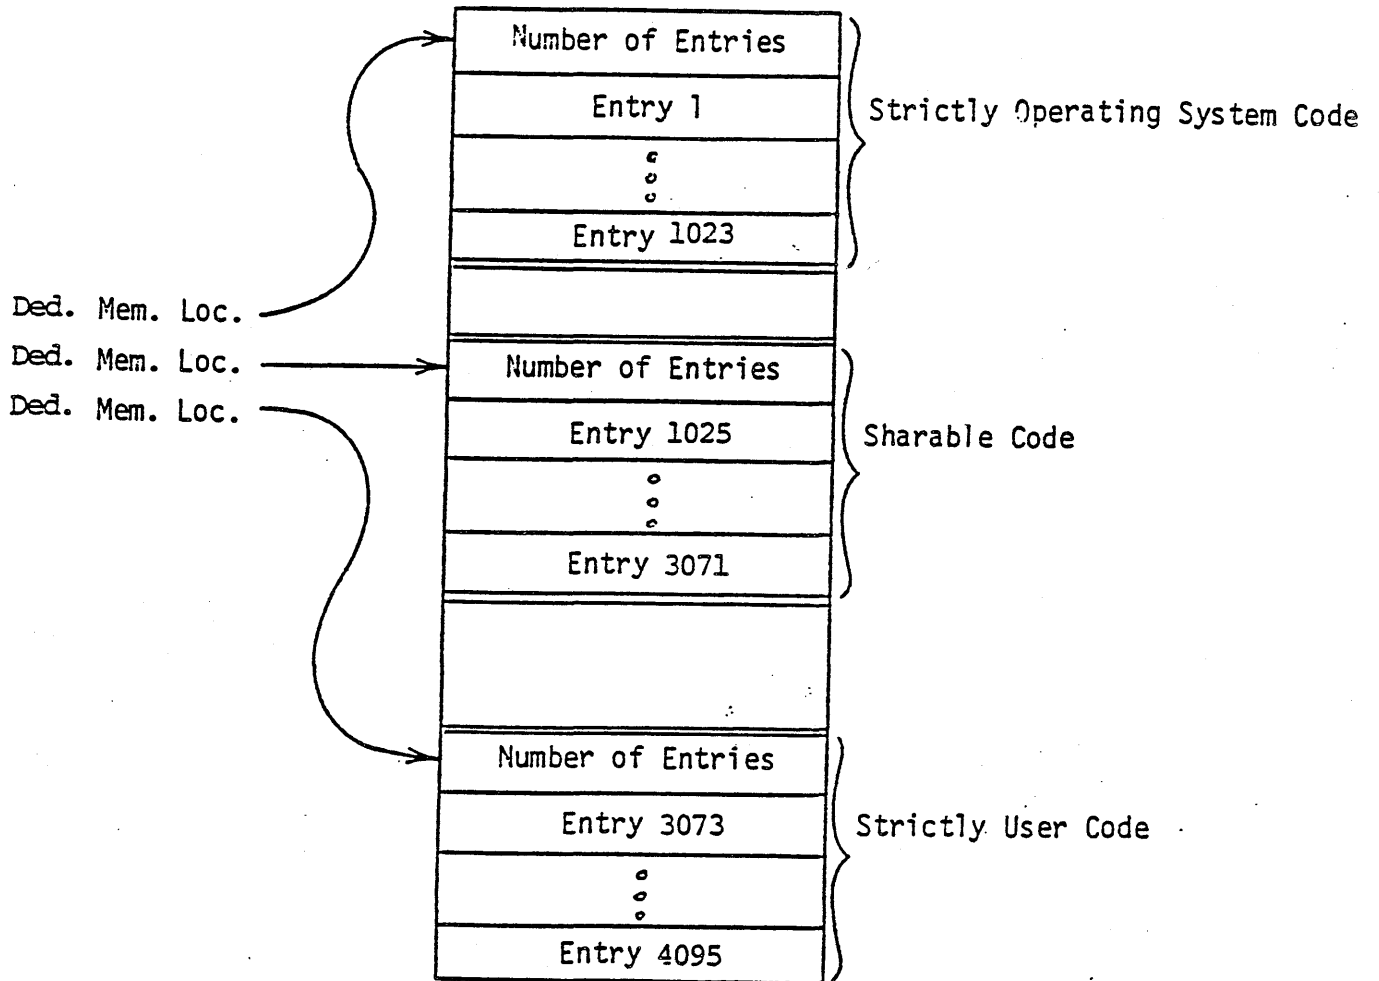 Number of Entries
Entry 1
Strictly Operating System Code
Entry 1023
Ded. Mem. Loc.
Ded. Mem. Loc.
Ded. Mem. Loc.
Number of Entries
Entry 1025
Sharable Code
Entry 3071
Number of Entries
Entry 3073
Strictly User Code
Entry 4095